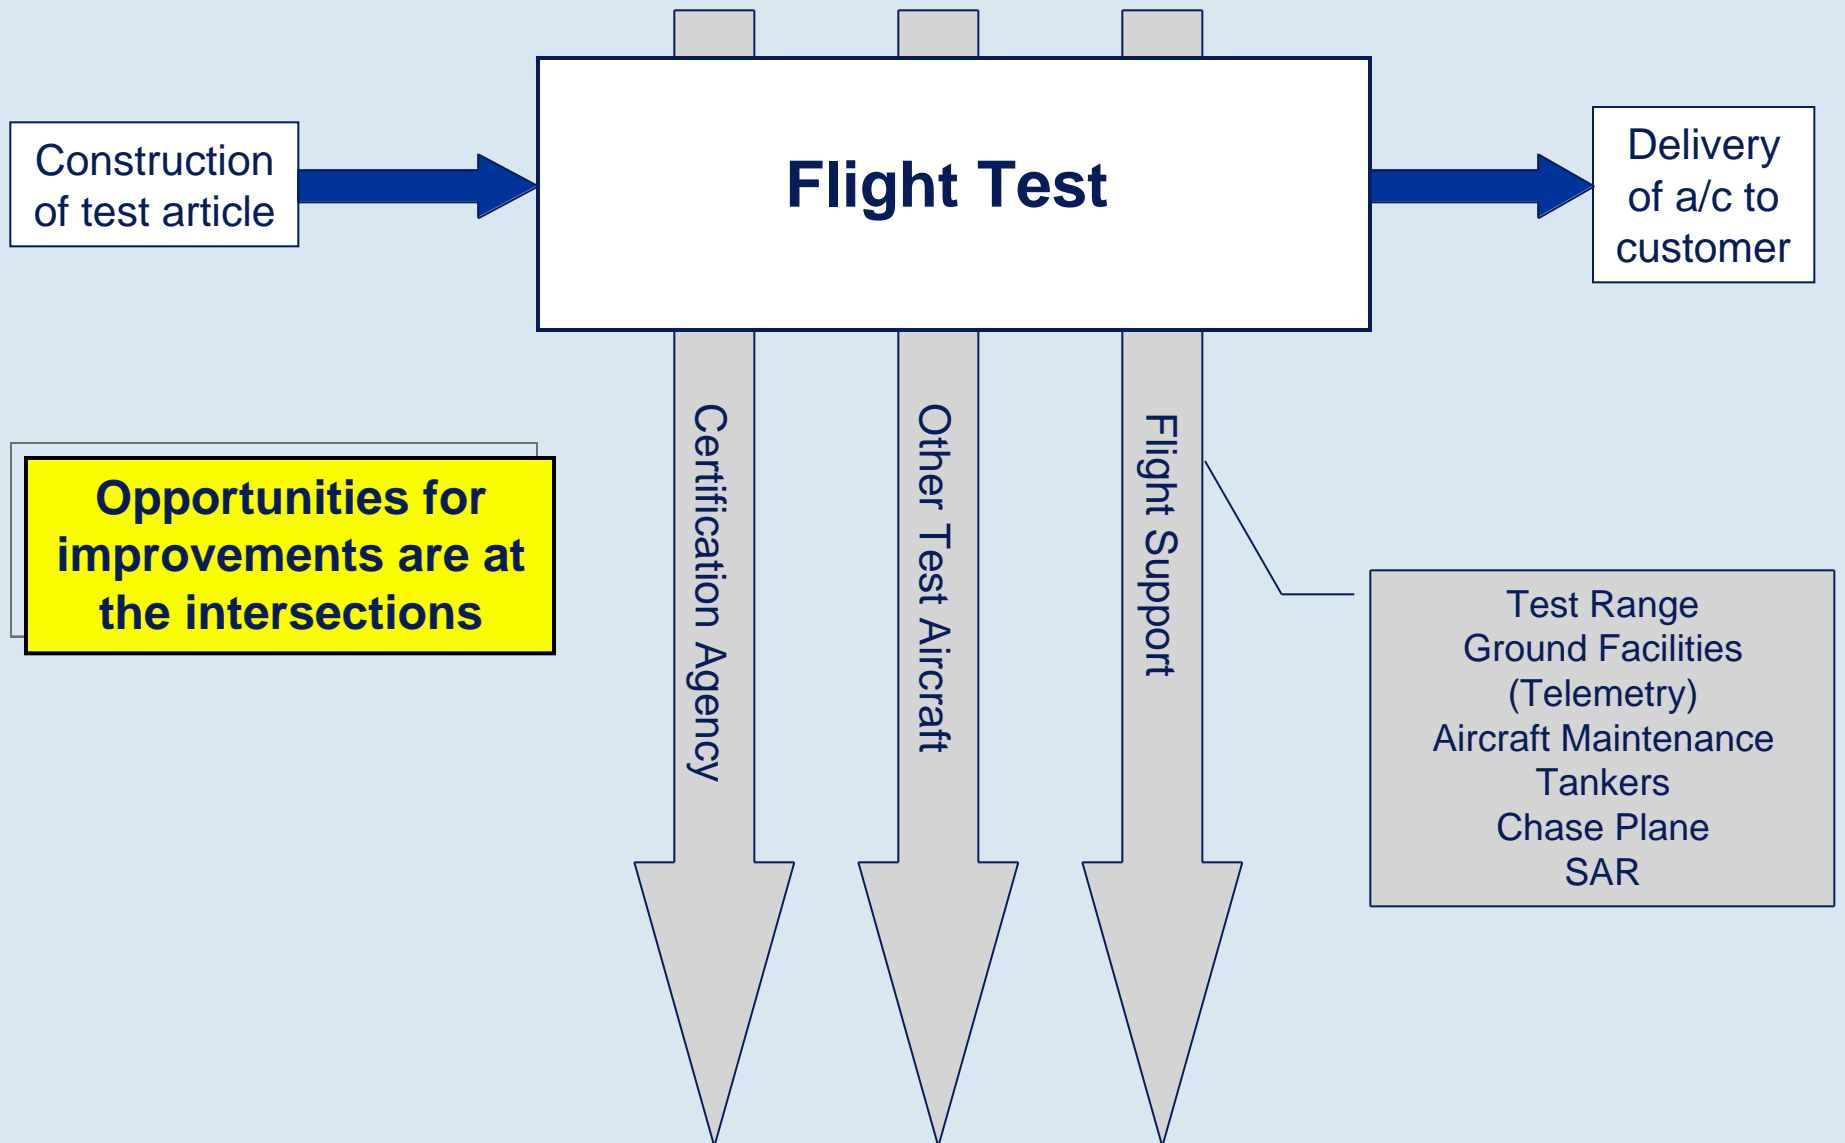 Construction
of test article
Flight Test
Delivery
of a/c to
customer
Opportunities for
improvements are at
the intersections
Certification Agency
Other Test Aircraft
Flight Support
Test Range
Ground Facilities
(Telemetry)
Aircraft Maintenance
Tankers
Chase Plane
SAR